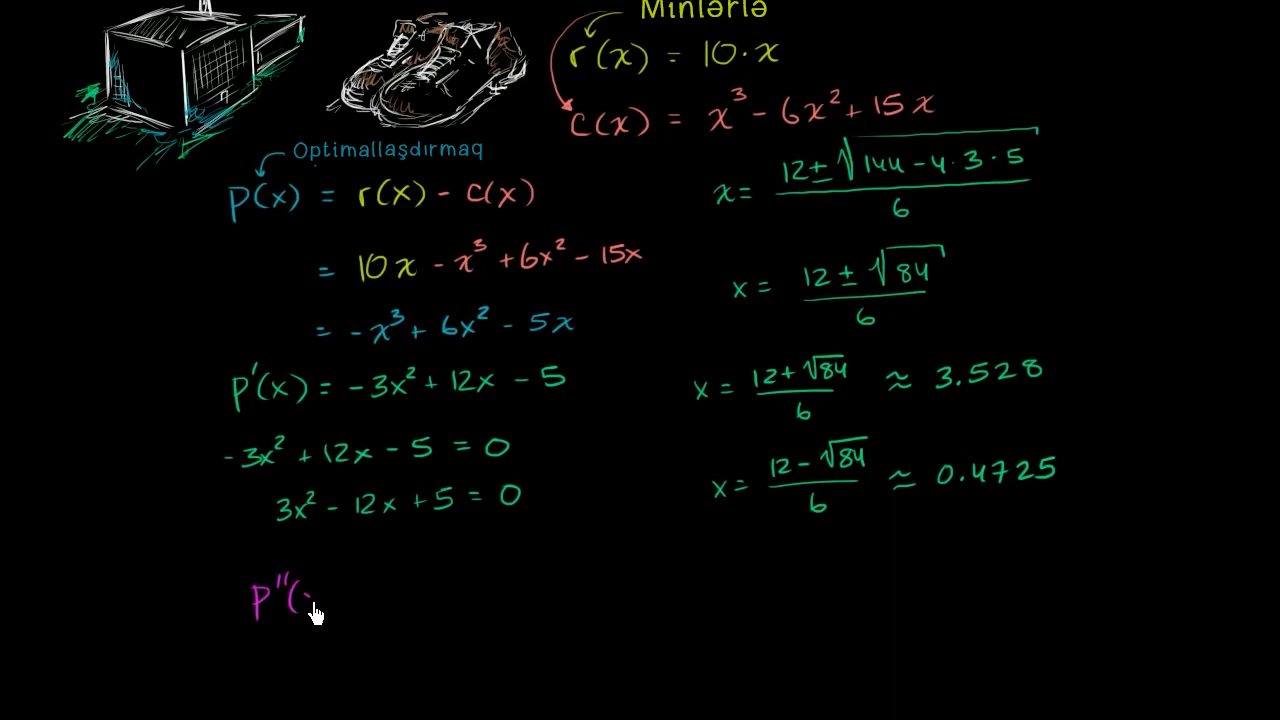 Minlərlə
r(x) = 10·x
C(x) = x³ - 6x² + 15x
Optimallaşdırmaq
p(x) = r(x) - C(x)
= 10x - x³ + 6x² - 15x
= -x³ + 6x² - 5x
p'(x) = -3x² + 12x - 5
-3x² + 12x - 5 = 0
3x² - 12x + 5 = 0
p''(
x = (12 ± √(144 - 4·3·5)) / 6
x = (12 ± √84) / 6
x = (12 + √84) / 6 ≈ 3.528
x = (12 - √84) / 6 ≈ 0.4725